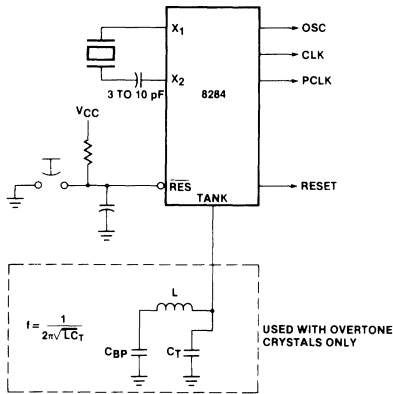 X1
OSC
CLK
X2
PCLK
3 TO 10 pF
8284
VCC
RES
RESET
TANK
L
f = 1 / 2π√LCT
CBP
CT
USED WITH OVERTONE
CRYSTALS ONLY